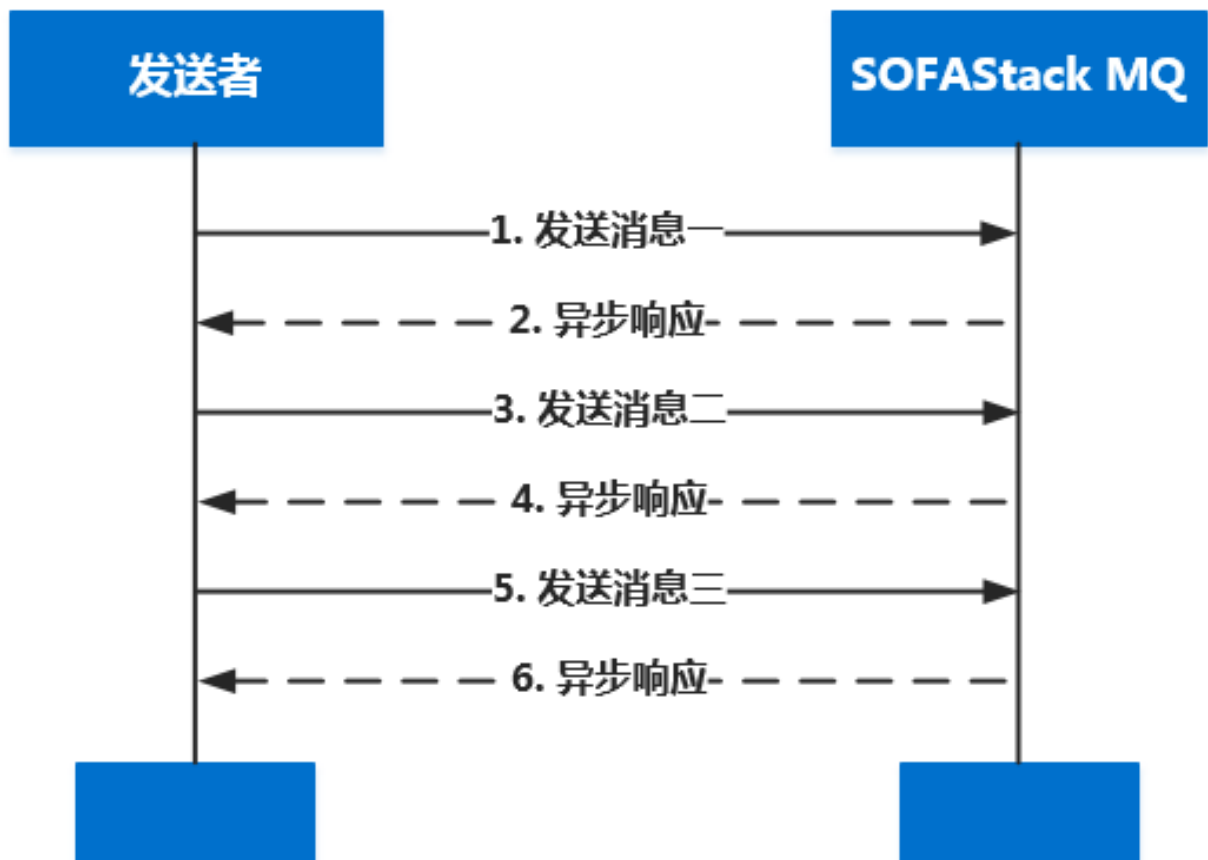 发送者
SOFAStack MQ
1. 发送消息一
2. 异步响应
3. 发送消息二
4. 异步响应
5. 发送消息三
6. 异步响应